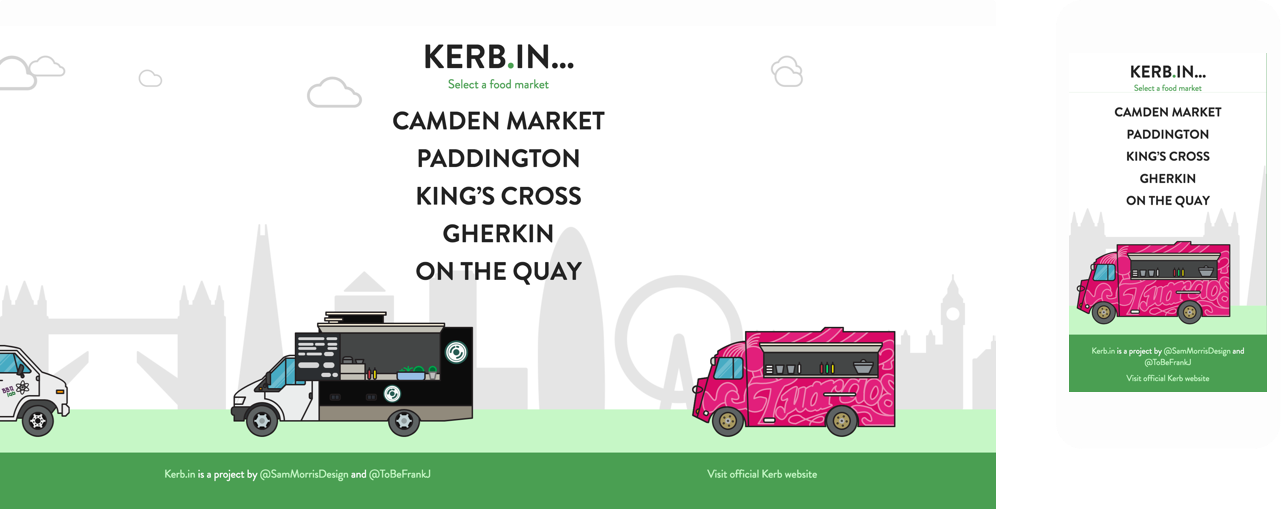 KERB.IN...
Select a food market
CAMDEN MARKET
PADDINGTON
KING'S CROSS
GHERKIN
ON THE QUAY
Kerb.in is a project by @SamMorrisDesign and @ToBeFrankJ
Visit official Kerb website
KERB.IN...
Select a food market
CAMDEN MARKET
PADDINGTON
KING'S CROSS
GHERKIN
ON THE QUAY
Kerb.in is a project by @SamMorrisDesign and
@ToBeFrankJ
Visit official Kerb website